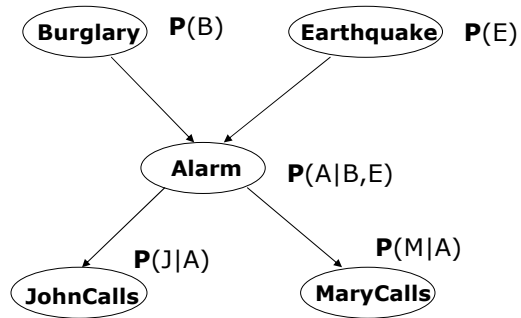 Burglary P(B)
Earthquake P(E)
Alarm P(A|B,E)
P(J|A)
P(M|A)
JohnCalls
MaryCalls